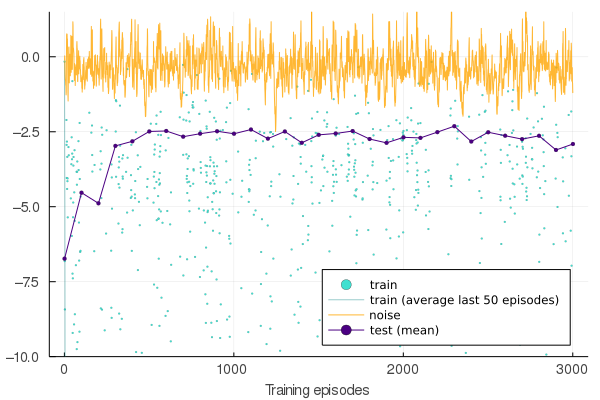 0.0
−2.5
−5.0
−7.5
−10.0
train
train (average last 50 episodes)
noise
test (mean)
0
1000
2000
3000
Training episodes